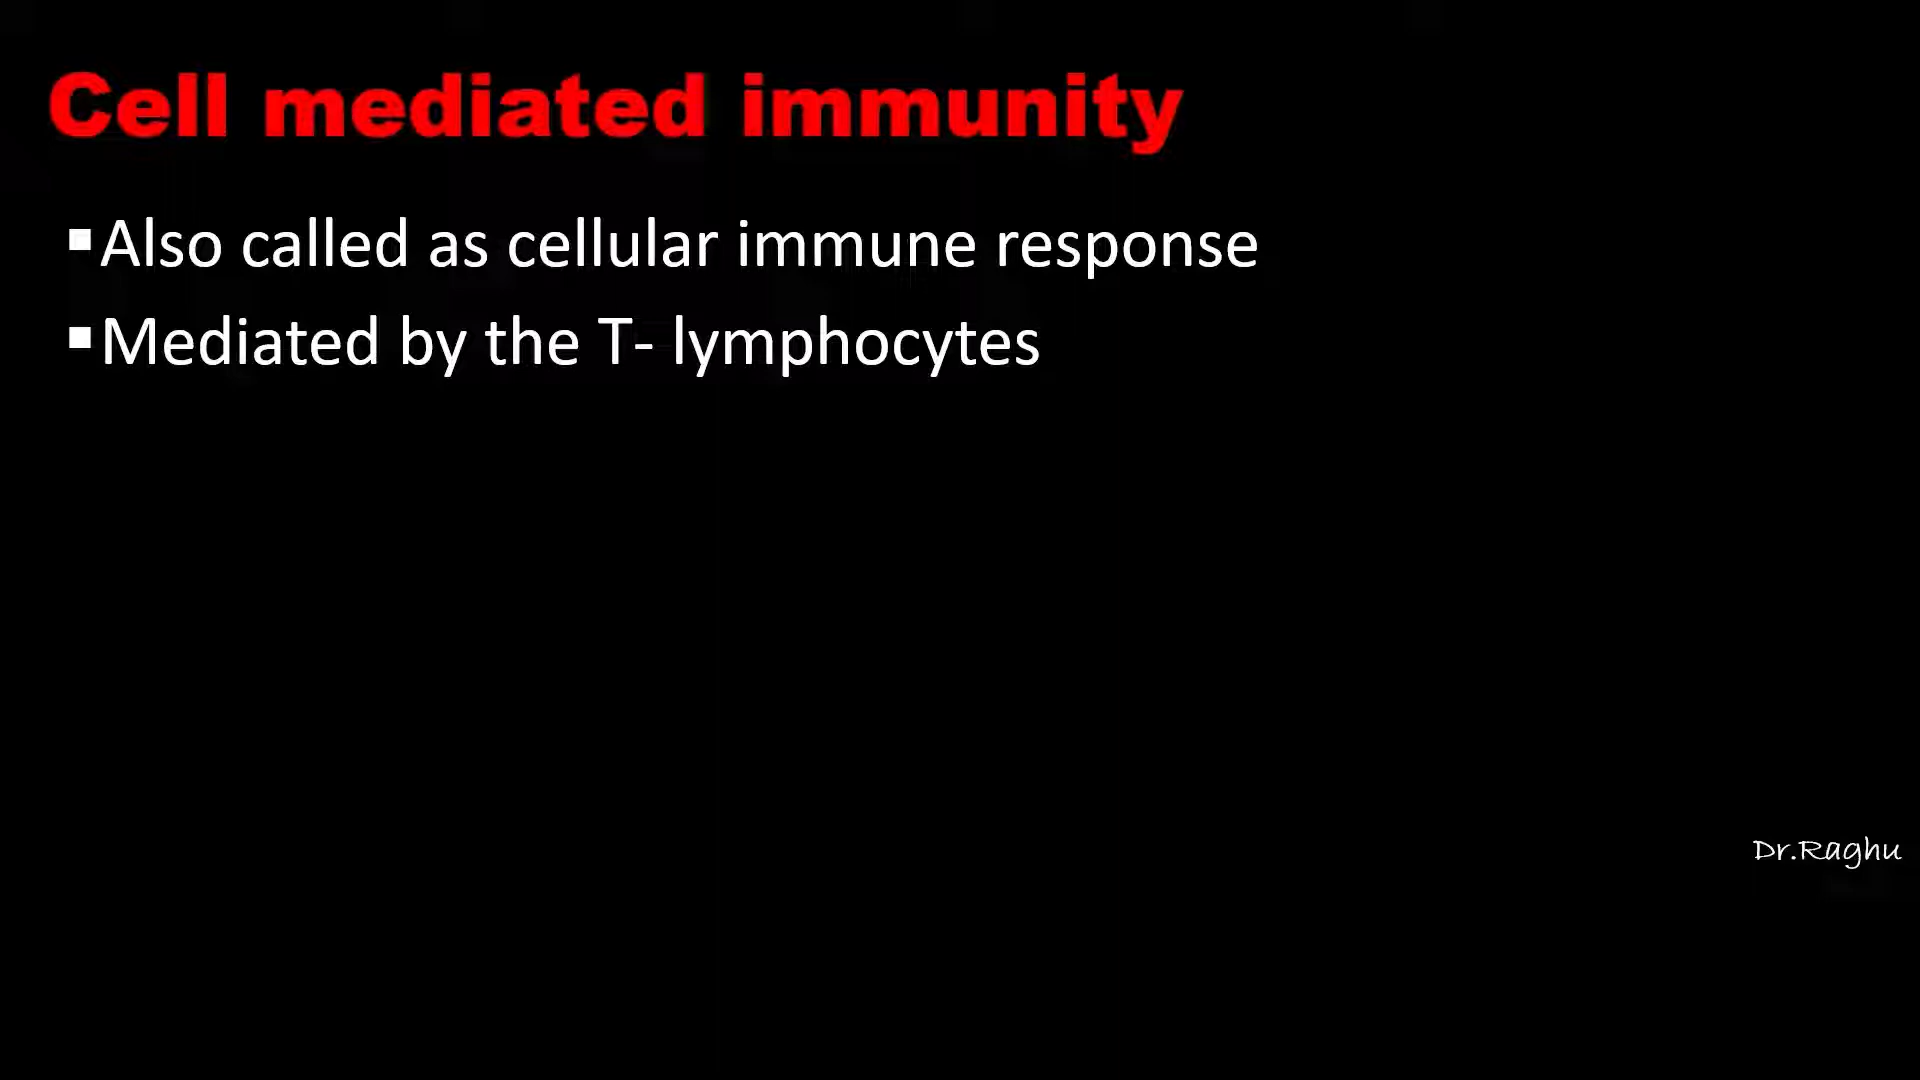 Cell mediated immunity
▪Also called as cellular immune response
▪Mediated by the T- lymphocytes
Dr.Raghu